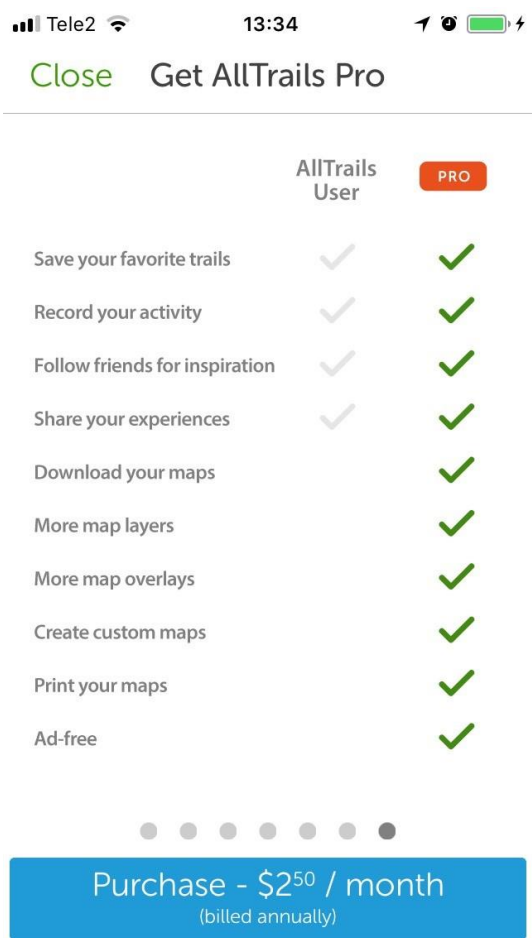 Tele2 13:34
Close Get AllTrails Pro
AllTrails
User
PRO
Save your favorite trails
Record your activity
Follow friends for inspiration
Share your experiences
Download your maps
More map layers
More map overlays
Create custom maps
Print your maps
Ad-free
Purchase - $2⁵⁰ / month
(billed annually)